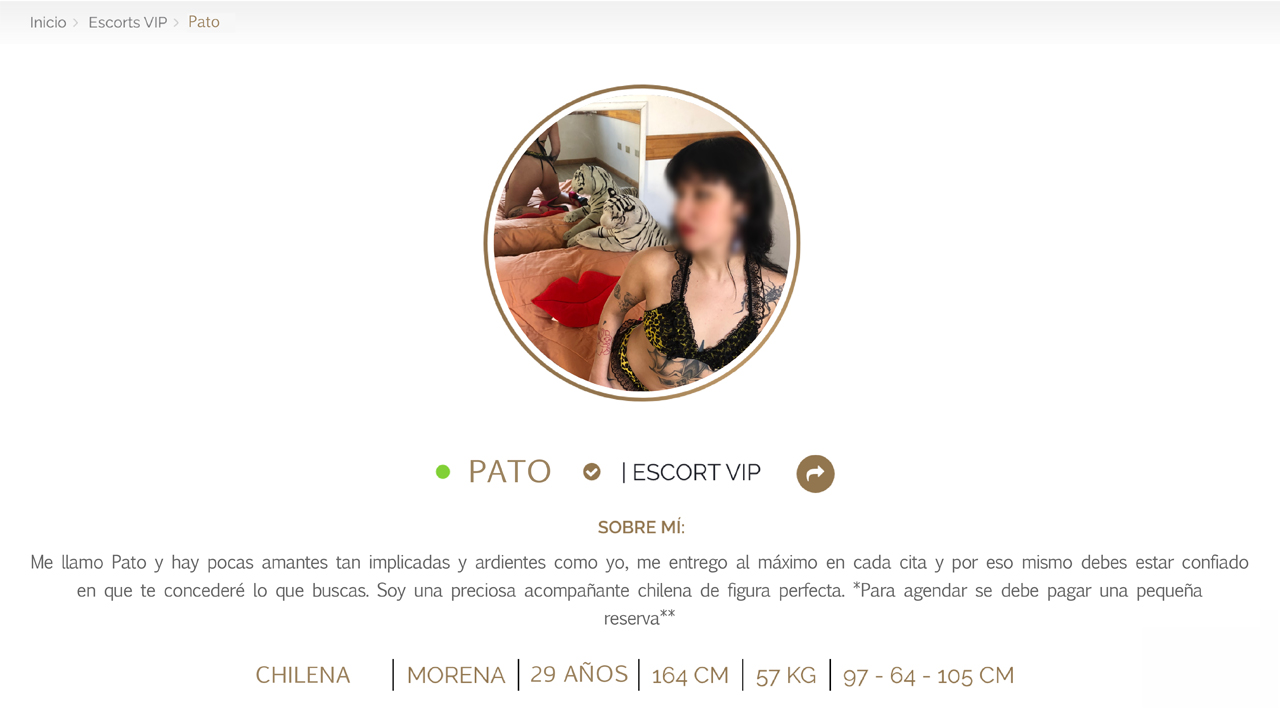 Inicio > Escorts VIP > Pato
PATO | ESCORT VIP
SOBRE MÍ:
Me llamo Pato y hay pocas amantes tan implicadas y ardientes como yo, me entrego al máximo en cada cita y por eso mismo debes estar confiado
en que te concederé lo que buscas. Soy una preciosa acompañante chilena de figura perfecta. *Para agendar se debe pagar una pequeña
reserva**
CHILENA | MORENA | 29 AÑOS | 164 CM | 57 KG | 97 - 64 - 105 CM